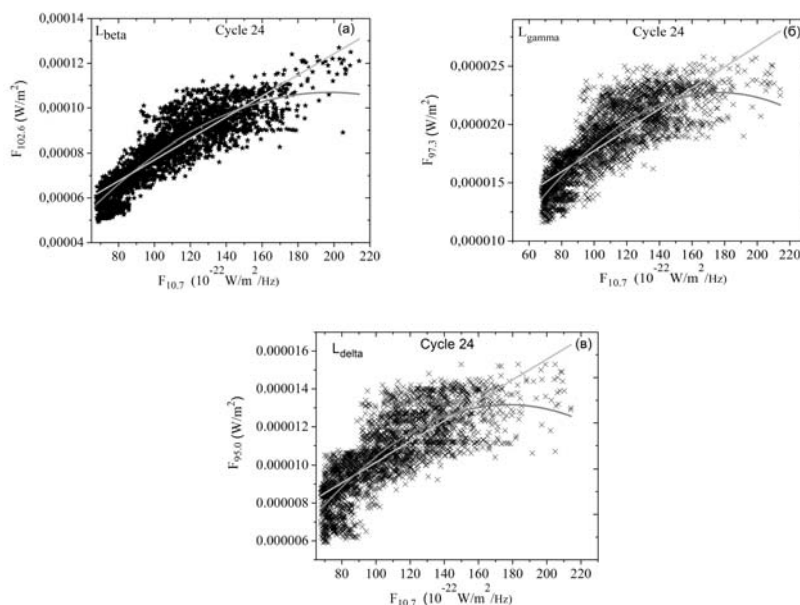 L_beta Cycle 24 (а)
0,00014
0,00012
0,00010
0,00008
0,00006
0,00004
F_102.6 (W/m^2)
80 100 120 140 160 180 200 220
F_10.7 (10^-22 W/m^2/Hz)
L_gamma Cycle 24 (б)
0,000025
0,000020
0,000015
0,000010
F_97.3 (W/m^2)
60 80 100 120 140 160 180 200 220
F_10.7 (10^-22 W/m^2/Hz)
L_delta Cycle 24 (в)
0,000016
0,000014
0,000012
0,000010
0,000008
0,000006
F_95.0 (W/m^2)
80 100 120 140 160 180 200 220
F_10.7 (10^-22 W/m^2/Hz)